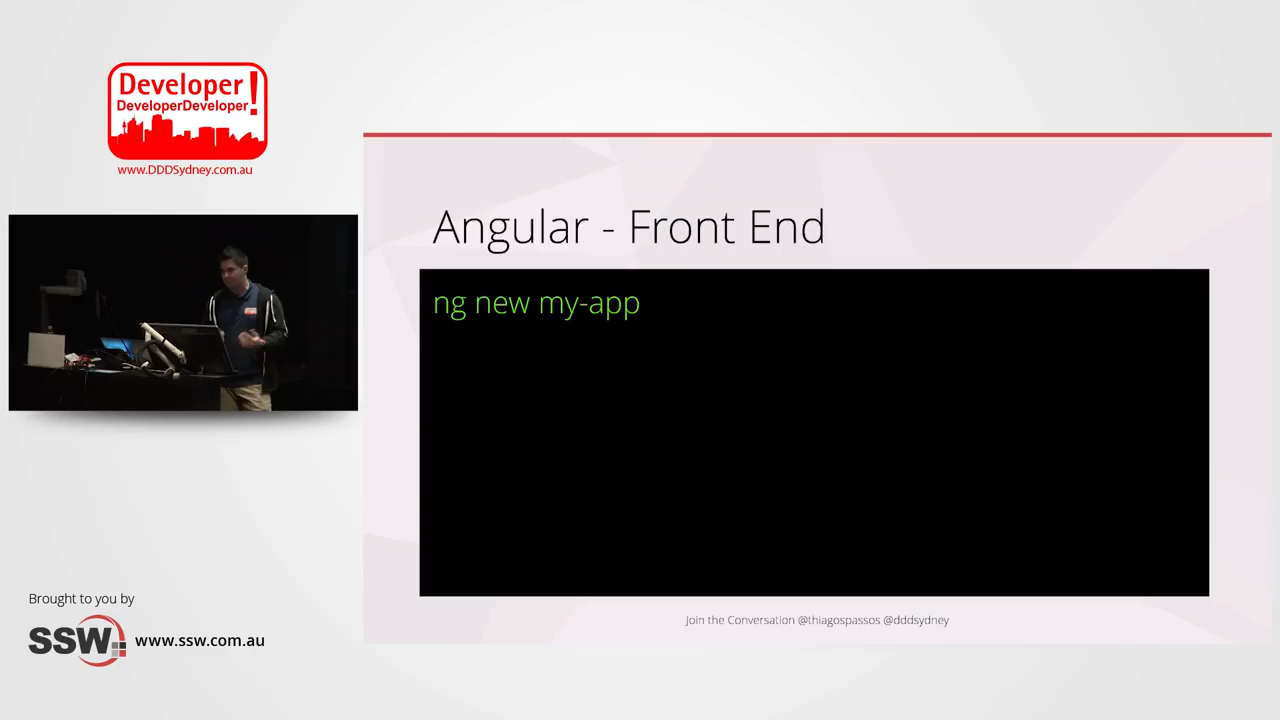 Developer!
DeveloperDeveloper
www.DDDSydney.com.au
Angular - Front End
ng new my-app
Join the Conversation @thiagospassos @dddsydney
Brought to you by
SSW
www.ssw.com.au